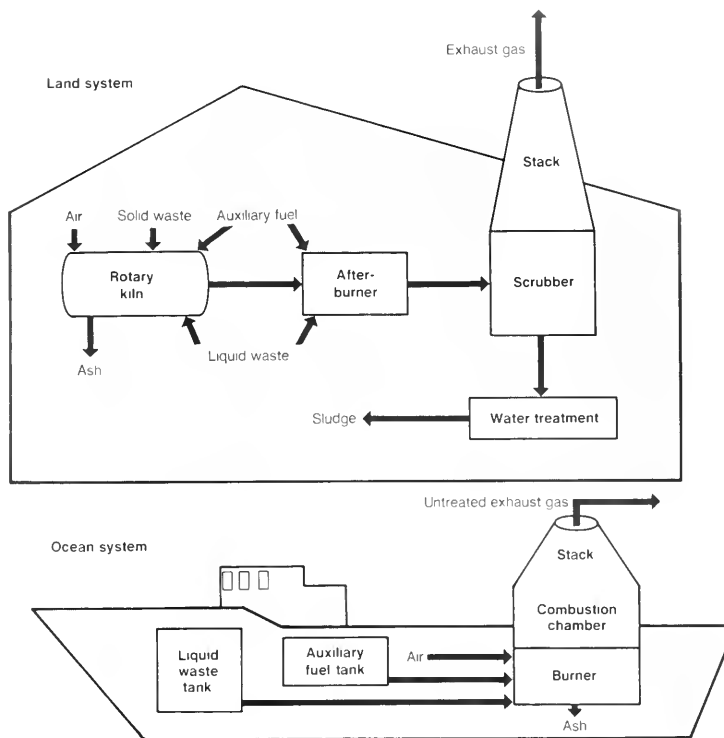 Exhaust gas
Land system
Stack
Air
Solid waste
Auxiliary fuel
Rotary
kiln
After-
burner
Scrubber
Liquid waste
Ash
Sludge
Water treatment
Untreated exhaust gas
Ocean system
Stack
Combustion
chamber
Liquid
waste
tank
Auxiliary
fuel tank
Air
Burner
Ash